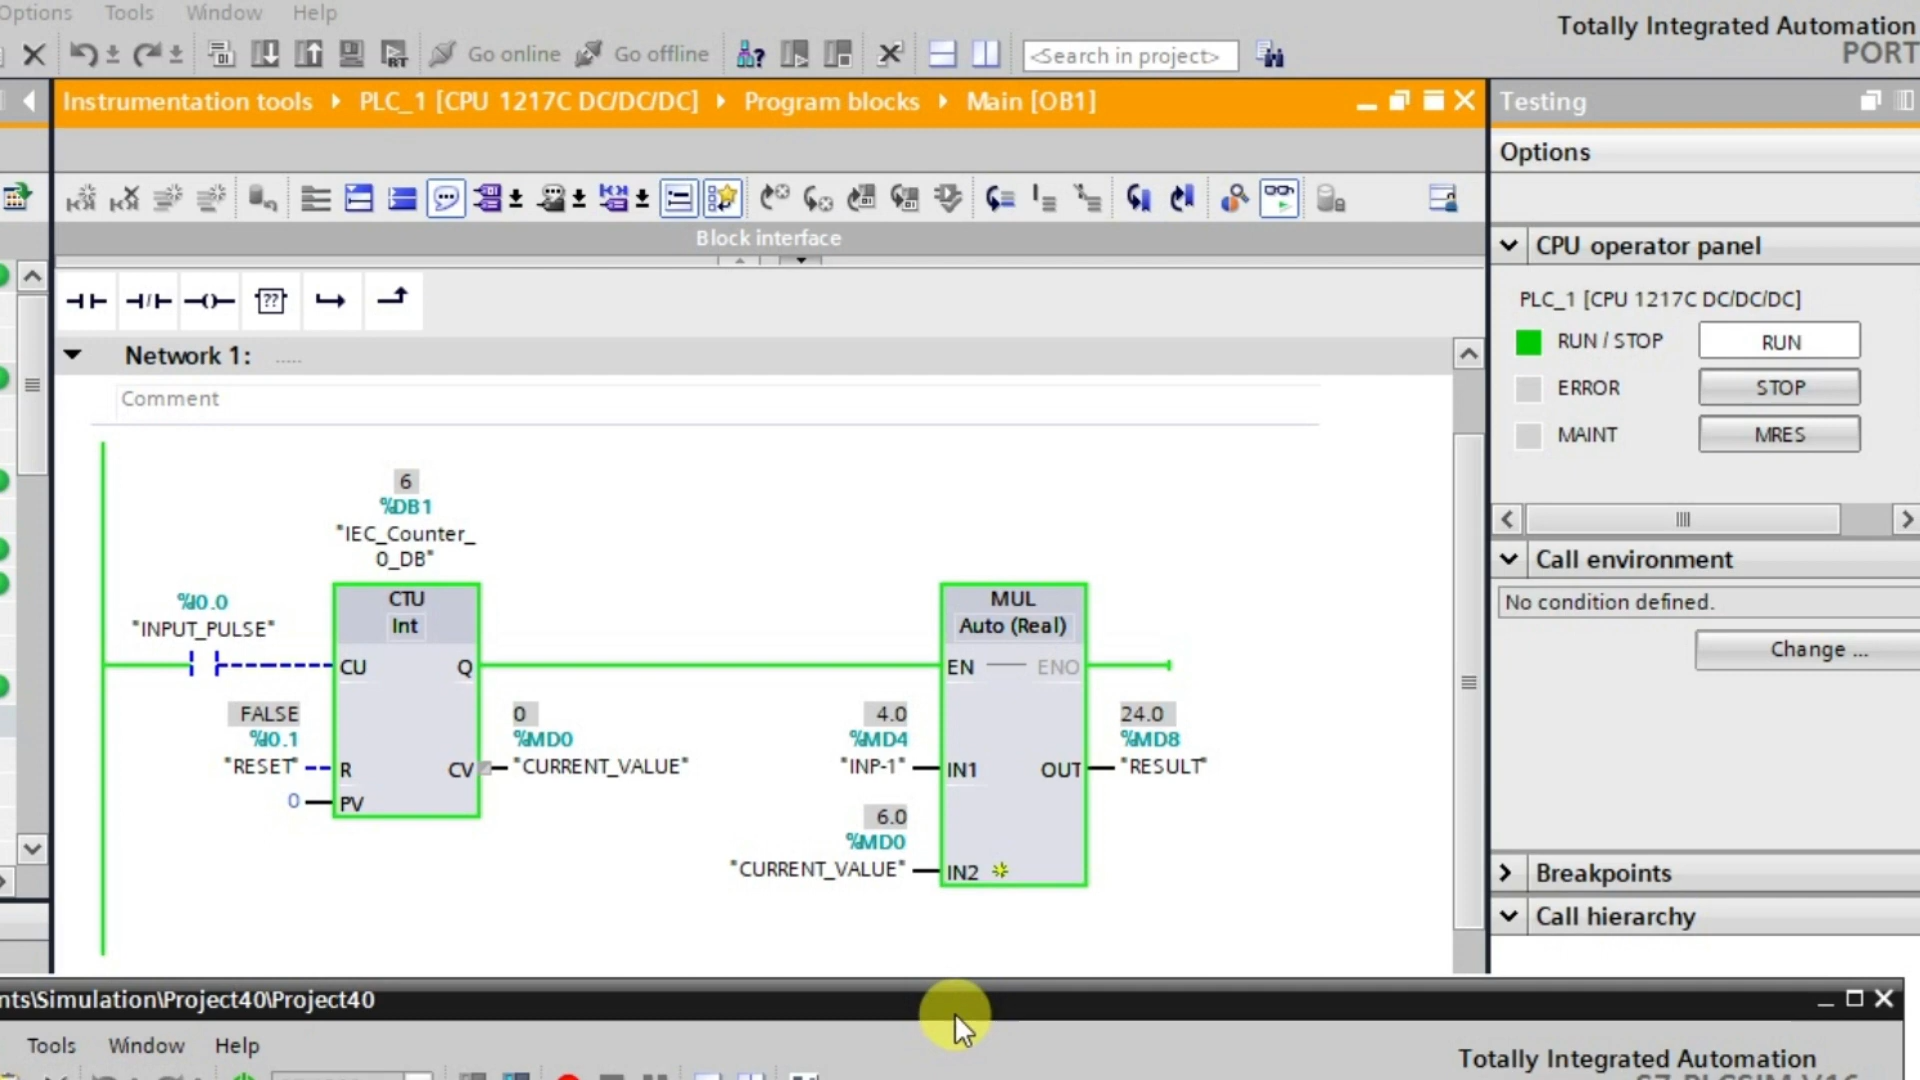 Options Tools Window Help
Totally Integrated Automation
PORT
Go online Go offline <Search in project>
Instrumentation tools PLC_1 [CPU 1217C DC/DC/DC] Program blocks Main [OB1]
Testing
Options
Block interface
CPU operator panel
PLC_1 [CPU 1217C DC/DC/DC]
RUN / STOP RUN
ERROR STOP
MAINT MRES
??
Network 1: .....
Comment
6
%DB1
"IEC_Counter_
0_DB"
%I0.0
"INPUT_PULSE"
CTU
Int
CU Q
FALSE
%I0.1
"RESET" R
0 PV
CV
0
%MD0
"CURRENT_VALUE"
MUL
Auto (Real)
EN ENO
4.0
%MD4
"INP-1" IN1
6.0
%MD0
"CURRENT_VALUE" IN2
OUT
24.0
%MD8
"RESULT"
Call environment
No condition defined.
Change ...
Breakpoints
Call hierarchy
nts\Simulation\Project40\Project40
Tools Window Help
Totally Integrated Automation